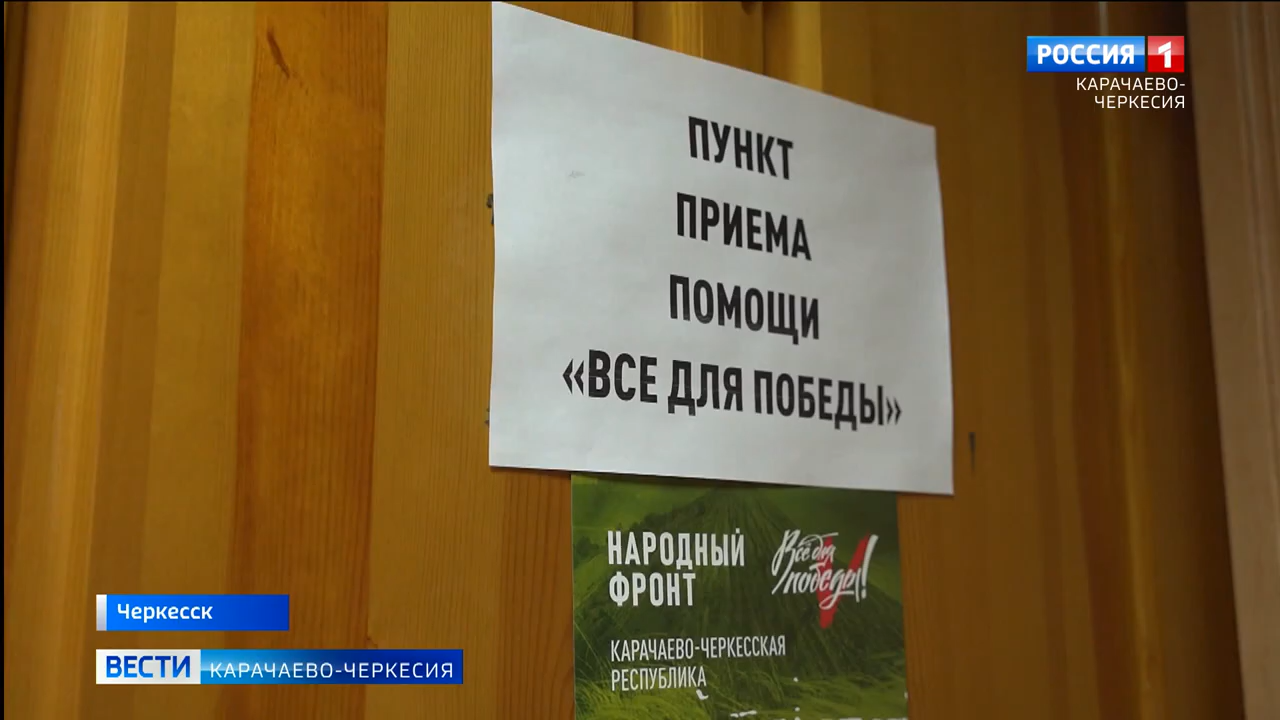 РОССИЯ 1
КАРАЧАЕВО-
ЧЕРКЕСИЯ
ПУНКТ
ПРИЕМА
ПОМОЩИ
«ВСЕ ДЛЯ ПОБЕДЫ»
НАРОДНЫЙ
ФРОНТ
Всё для
победы!
КАРАЧАЕВО-ЧЕРКЕССКАЯ
РЕСПУБЛИКА
Черкесск
ВЕСТИ КАРАЧАЕВО-ЧЕРКЕСИЯ